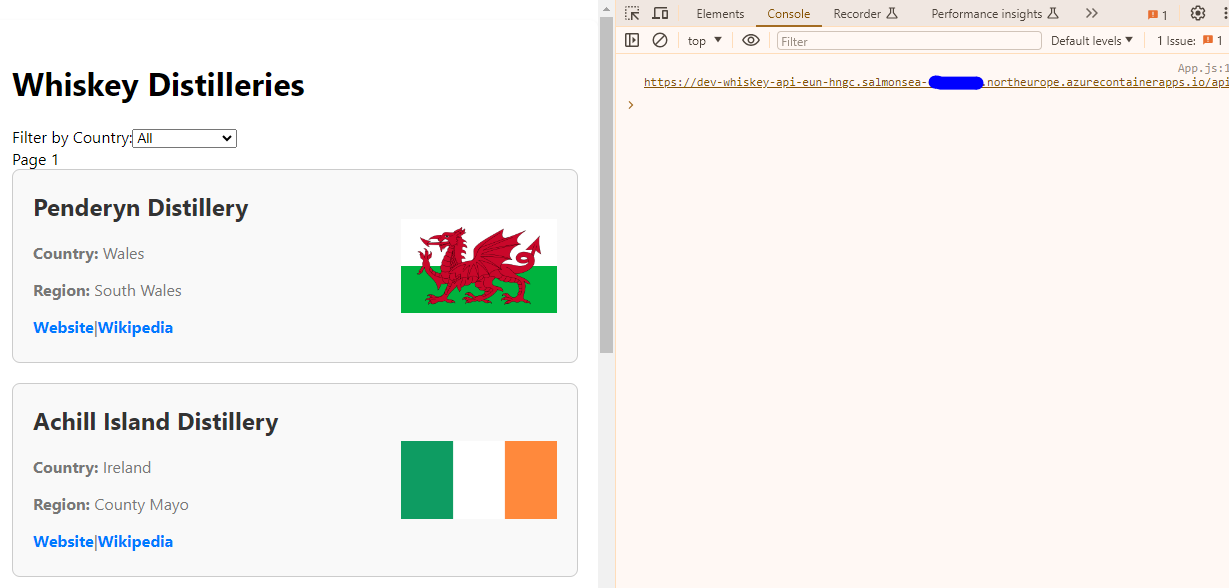 Whiskey Distilleries
Filter by Country: All
Page 1
Penderyn Distillery
Country: Wales
Region: South Wales
Website|Wikipedia
Achill Island Distillery
Country: Ireland
Region: County Mayo
Website|Wikipedia
Elements Console Recorder Performance insights 1
top Filter Default levels 1 Issue: 1
App.js:1
https://dev-whiskey-api-eun-hngc.salmonsea- .northeurope.azurecontainerapps.io/api